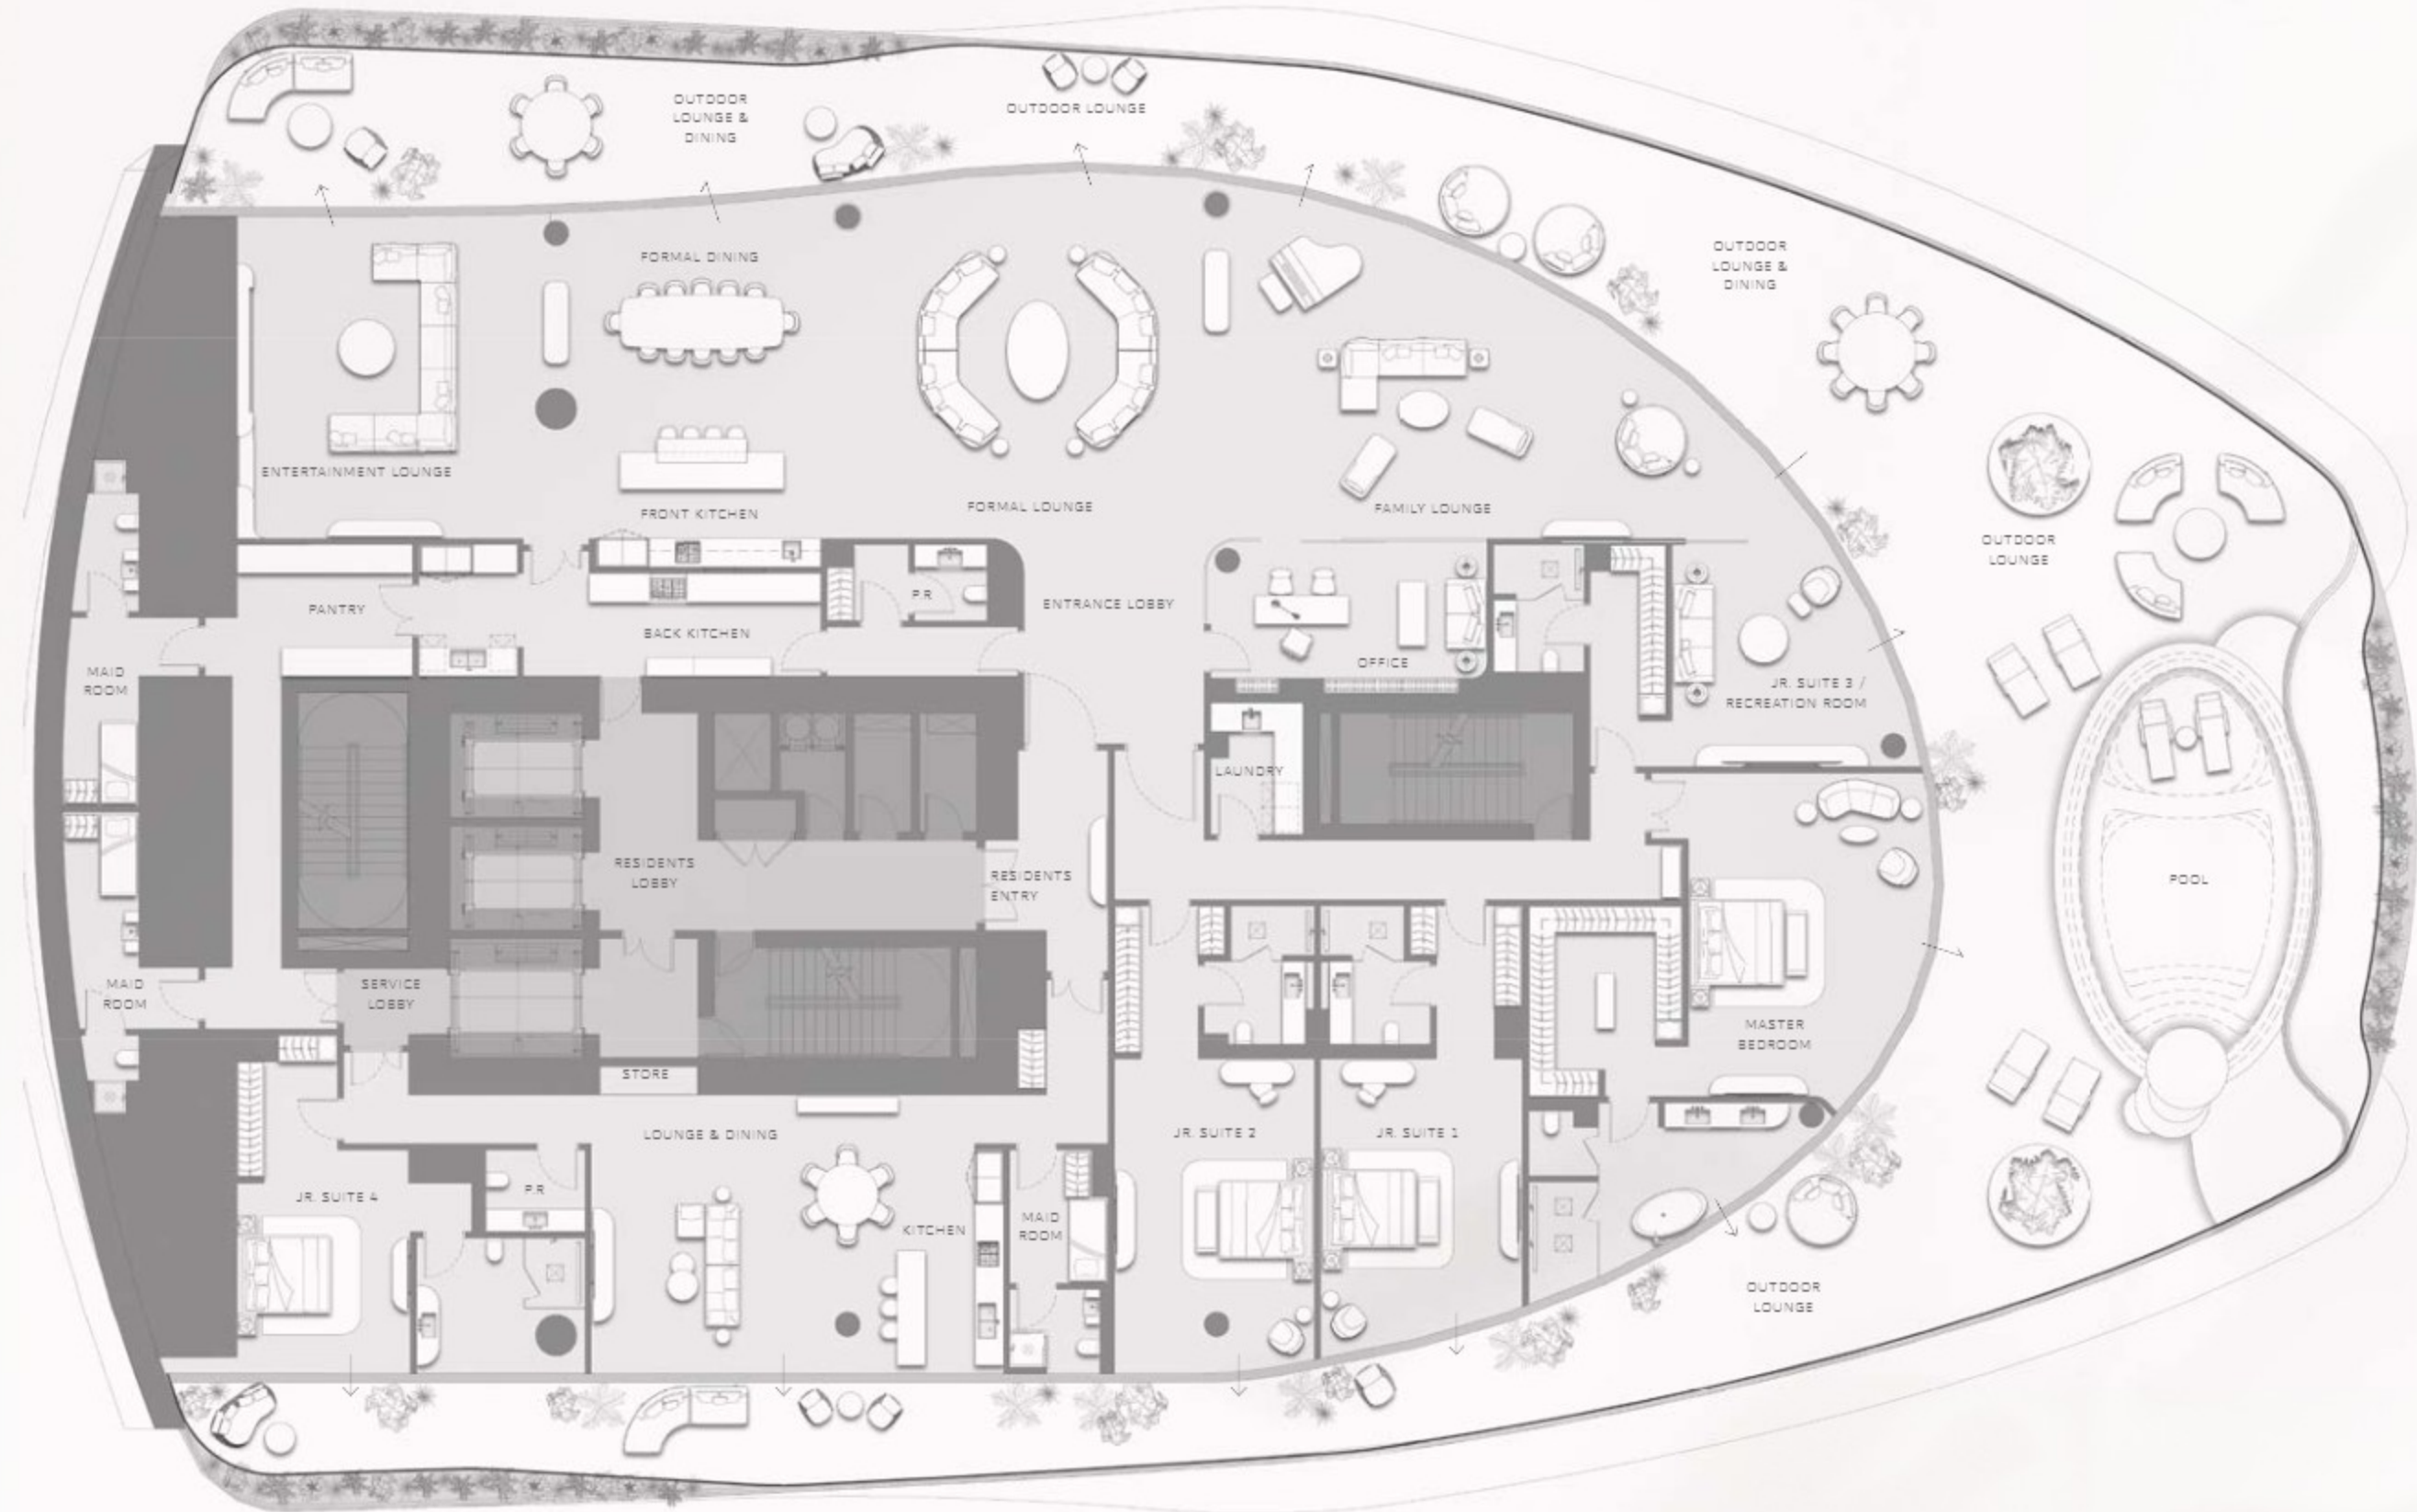 OUTDOOR
LOUNGE &
DINING
OUTDOOR LOUNGE
OUTDOOR
LOUNGE &
DINING
FORMAL DINING
ENTERTAINMENT LOUNGE
FRONT KITCHEN
FORMAL LOUNGE
FAMILY LOUNGE
OUTDOOR
LOUNGE
PANTRY
BACK KITCHEN
P.R
ENTRANCE LOBBY
OFFICE
MAID
ROOM
JR. SUITE 3 /
RECREATION ROOM
LAUNDRY
RESIDENTS
LOBBY
RESIDENTS
ENTRY
POOL
MAID
ROOM
SERVICE
LOBBY
MASTER
BEDROOM
STORE
LOUNGE & DINING
JR. SUITE 2
JR. SUITE 1
JR. SUITE 4
P.R
KITCHEN
MAID
ROOM
OUTDOOR
LOUNGE